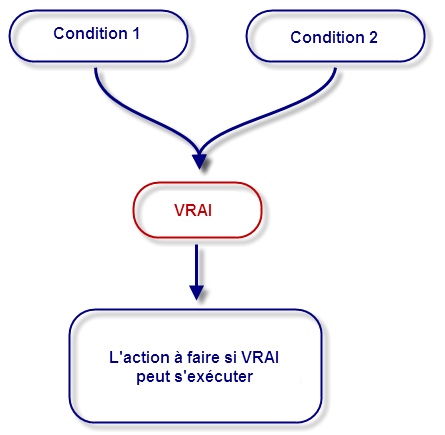 Condition 1
Condition 2
VRAI
L'action à faire si VRAI
peut s'exécuter